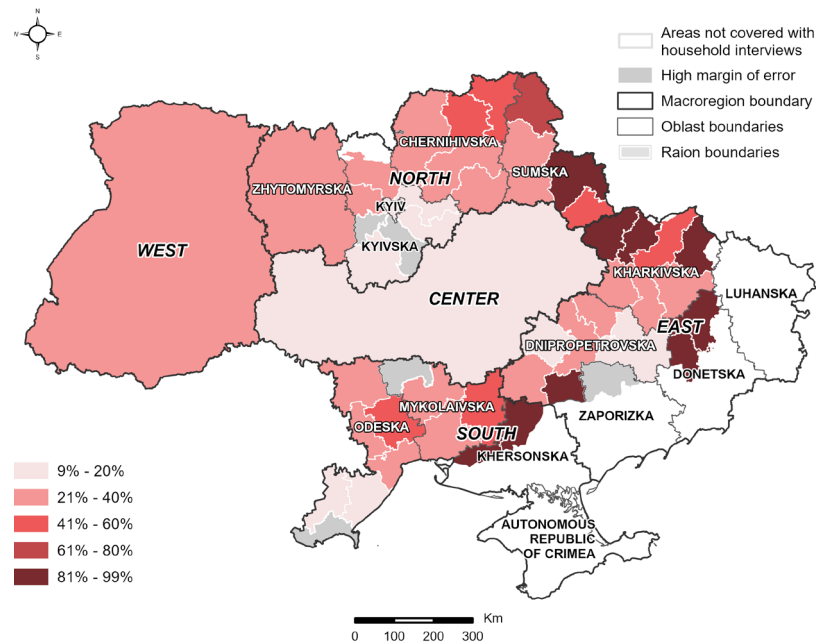 N
W
E
S
Areas not covered with
household interviews
High margin of error
Macroregion boundary
Oblast boundaries
Raion boundaries
CHERNIHIVSKA
NORTH
SUMSKA
ZHYTOMYRSKA
KYIV
KYIVSKA
WEST
CENTER
KHARKIVSKA
LUHANSKA
EAST
DNIPROPETROVSKA
DONETSKA
MYKOLAIVSKA
ZAPORIZKA
ODESKA
SOUTH
KHERSONSKA
AUTONOMOUS
REPUBLIC
OF CRIMEA
9% - 20%
21% - 40%
41% - 60%
61% - 80%
81% - 99%
Km
0 100 200 300